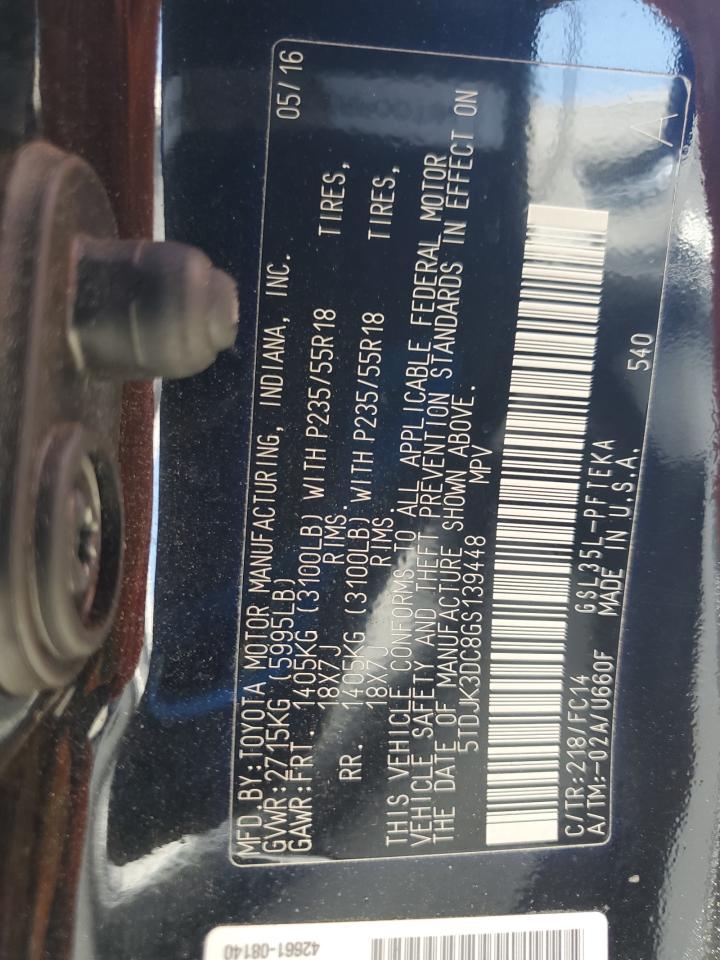 MFD.BY:TOYOTA MOTOR MANUFACTURING, INDIANA, INC. 05/16
GVWR:2715KG (5995LB)
GAWR:FRT. 1405KG (3100LB) WITH P235/55R18 TIRES,
18X7J RIMS.
RR. 1405KG (3100LB) WITH P235/55R18 TIRES,
18X7J RIMS.
THIS VEHICLE CONFORMS TO ALL APPLICABLE FEDERAL MOTOR
VEHICLE SAFETY AND THEFT PREVENTION STANDARDS IN EFFECT ON
THE DATE OF MANUFACTURE SHOWN ABOVE.
5TDJK3DC8GS139448 MPV
C/TR:218/FC14 GSL35L-PFTEKA 540 A
A/TM:-02A/U660F MADE IN U.S.A.
42661-08140